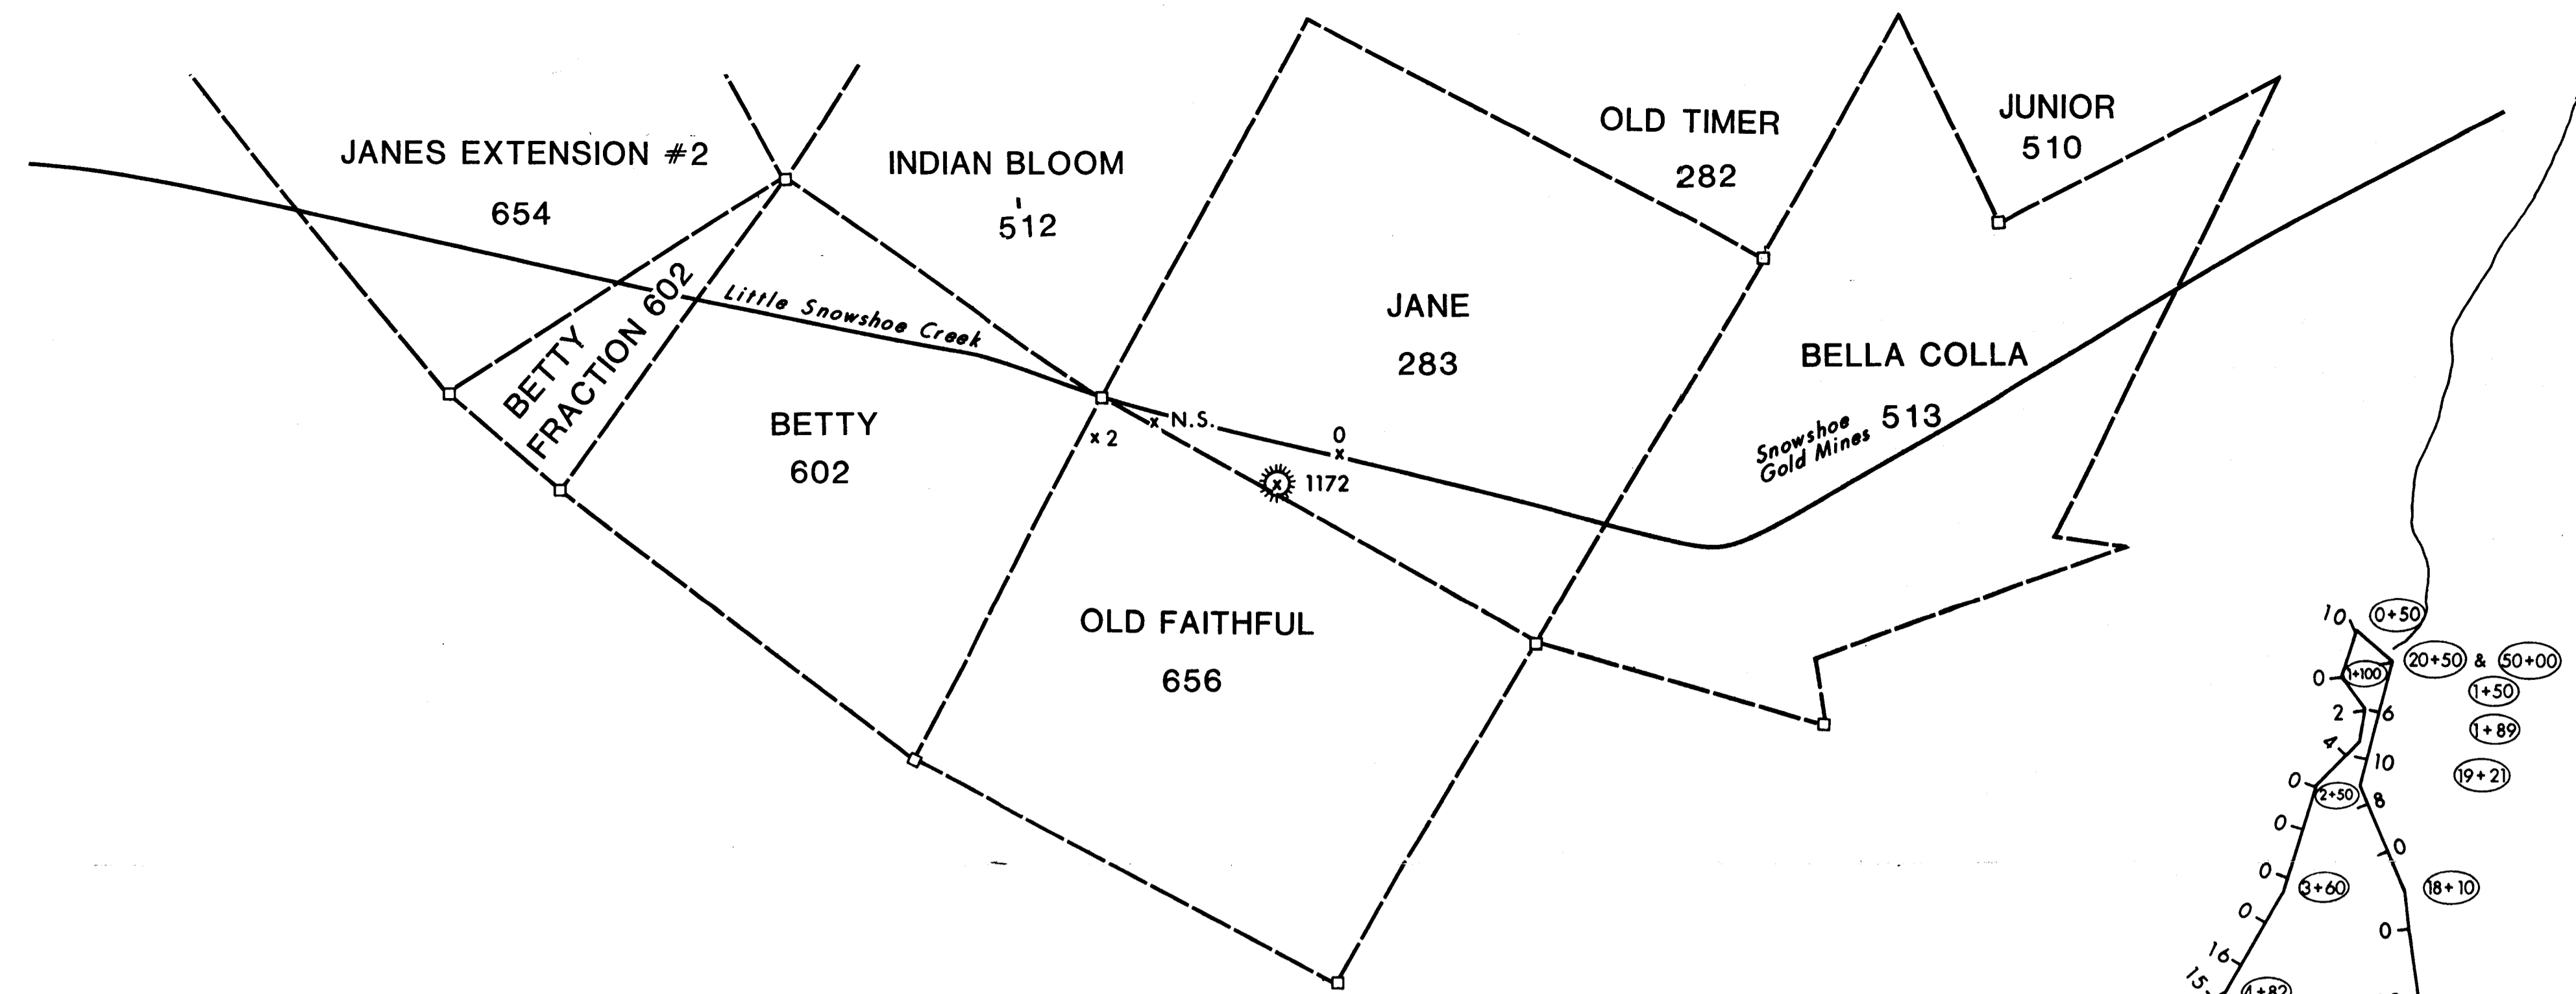 JANES EXTENSION #2
654
INDIAN BLOOM
512
OLD TIMER
282
JUNIOR
510
BETTY
FRACTION 602
Little Snowshoe Creek
JANE
283
BELLA COLLA
513
Snowshoe
Gold Mines
BETTY
602
x 2
x N.S.
0
x
x 1172
OLD FAITHFUL
656
10
0+50
20+50 & 50+00
0
1+100
1+50
2
6
1+89
4
10
19+21
0
2+50
8
0
0
0
3+60
18+10
0
0
16
15
4+82